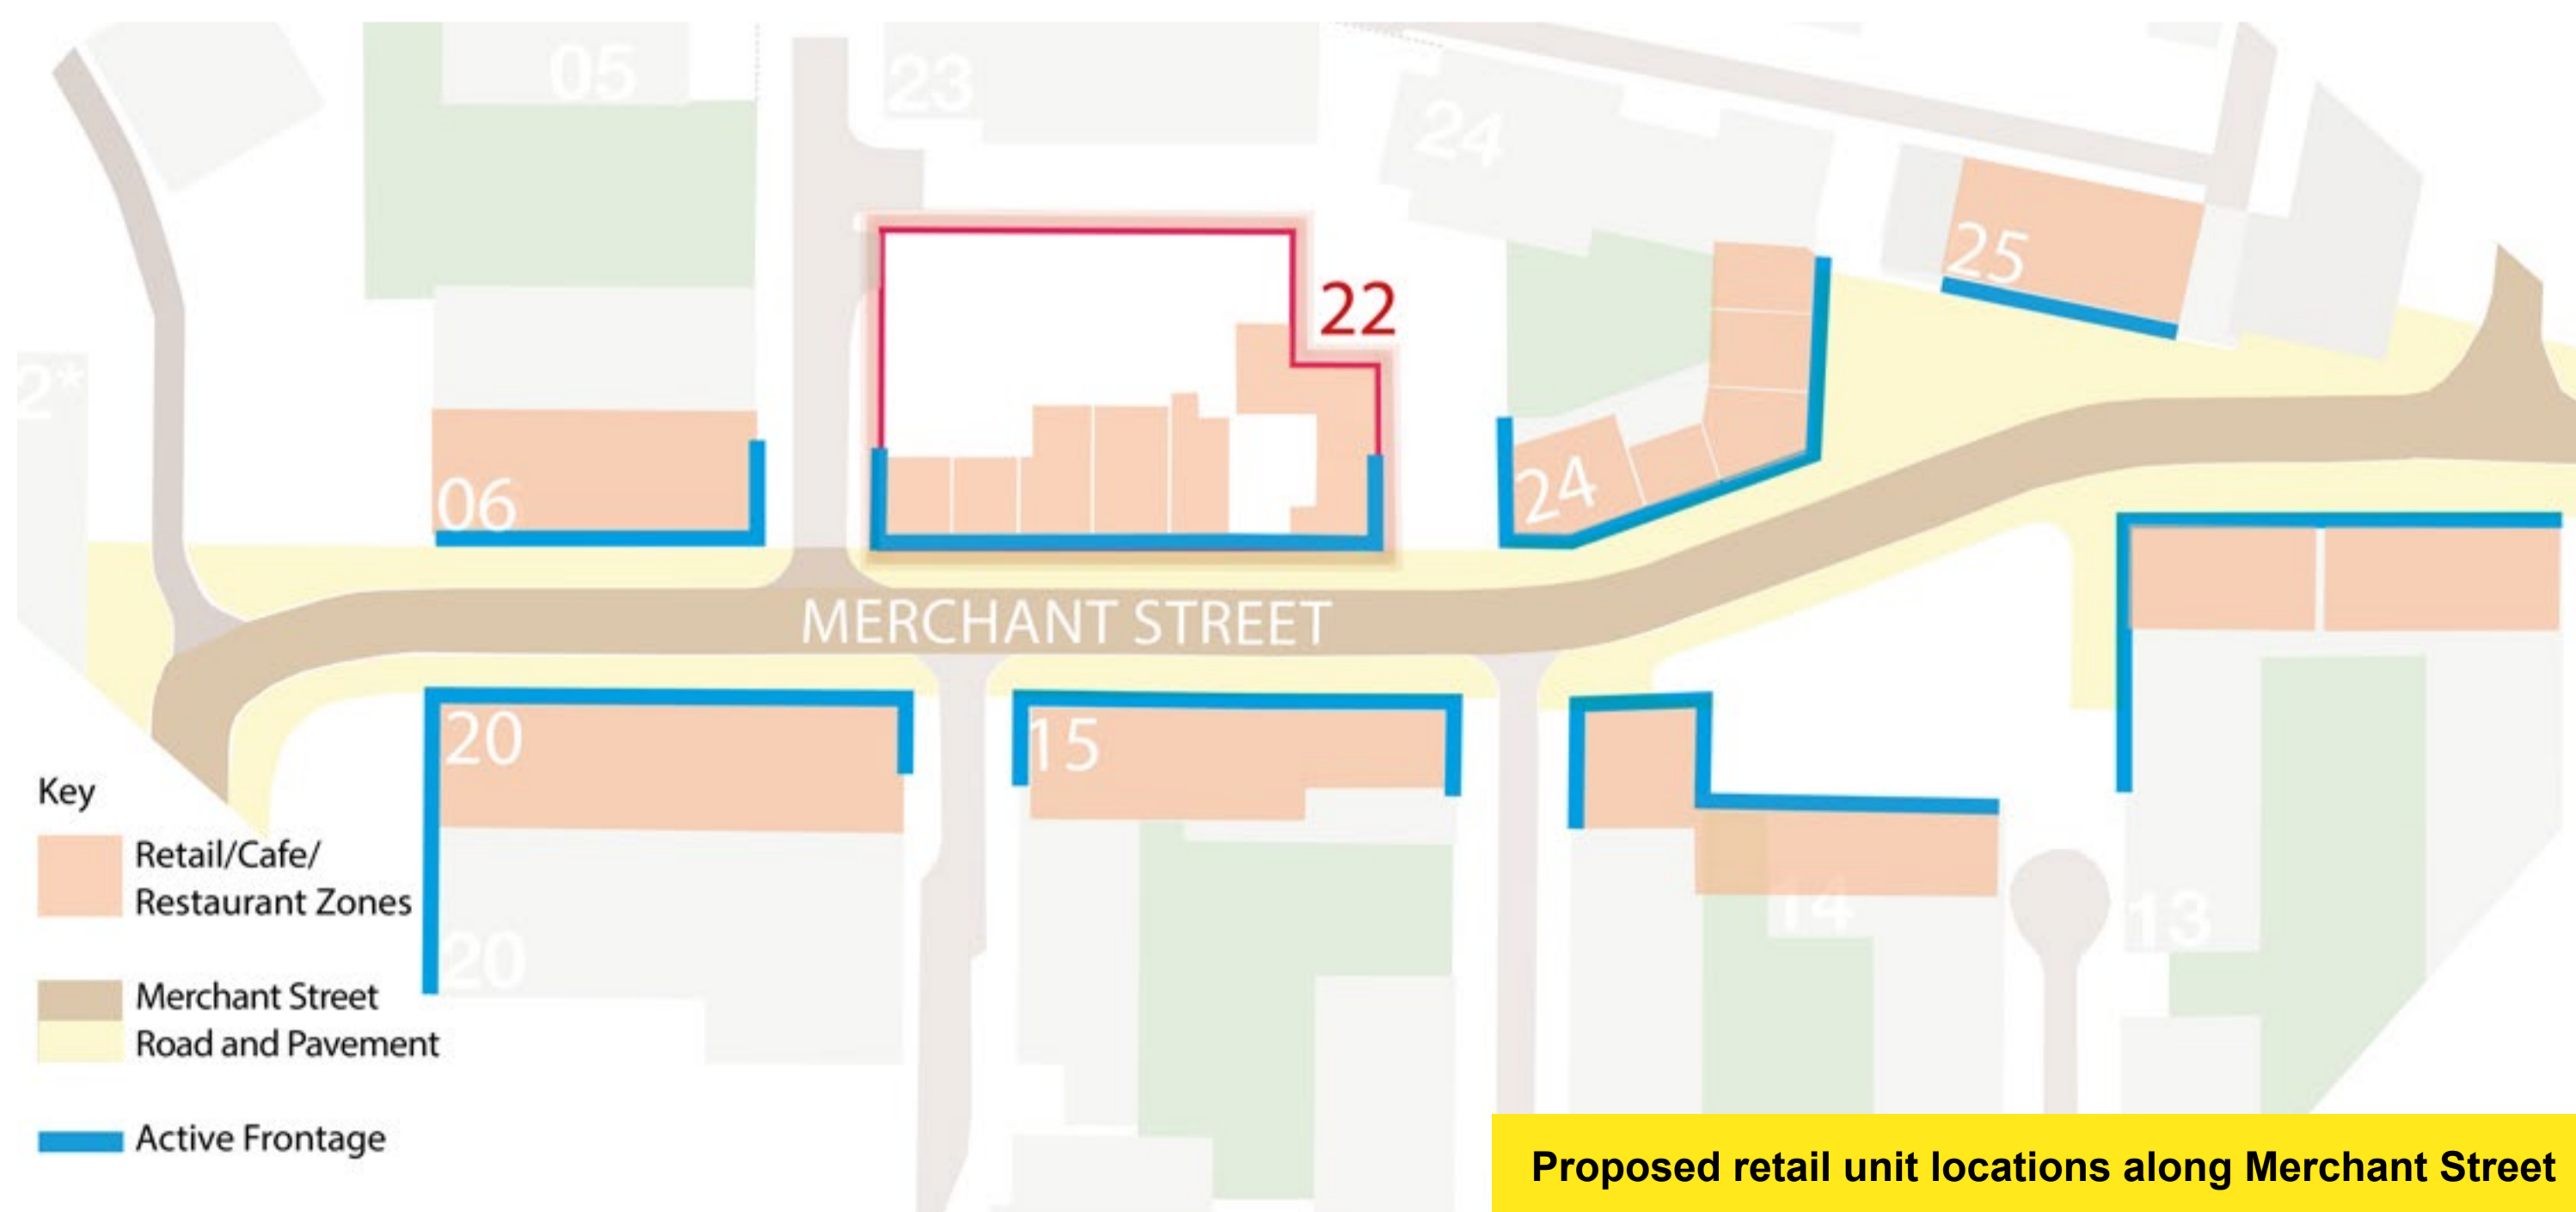 05
23
24
25
22
2*
06
24
MERCHANT STREET
20
15
Key
Retail/Cafe/
Restaurant Zones
14
13
20
Merchant Street
Road and Pavement
Active Frontage
Proposed retail unit locations along Merchant Street